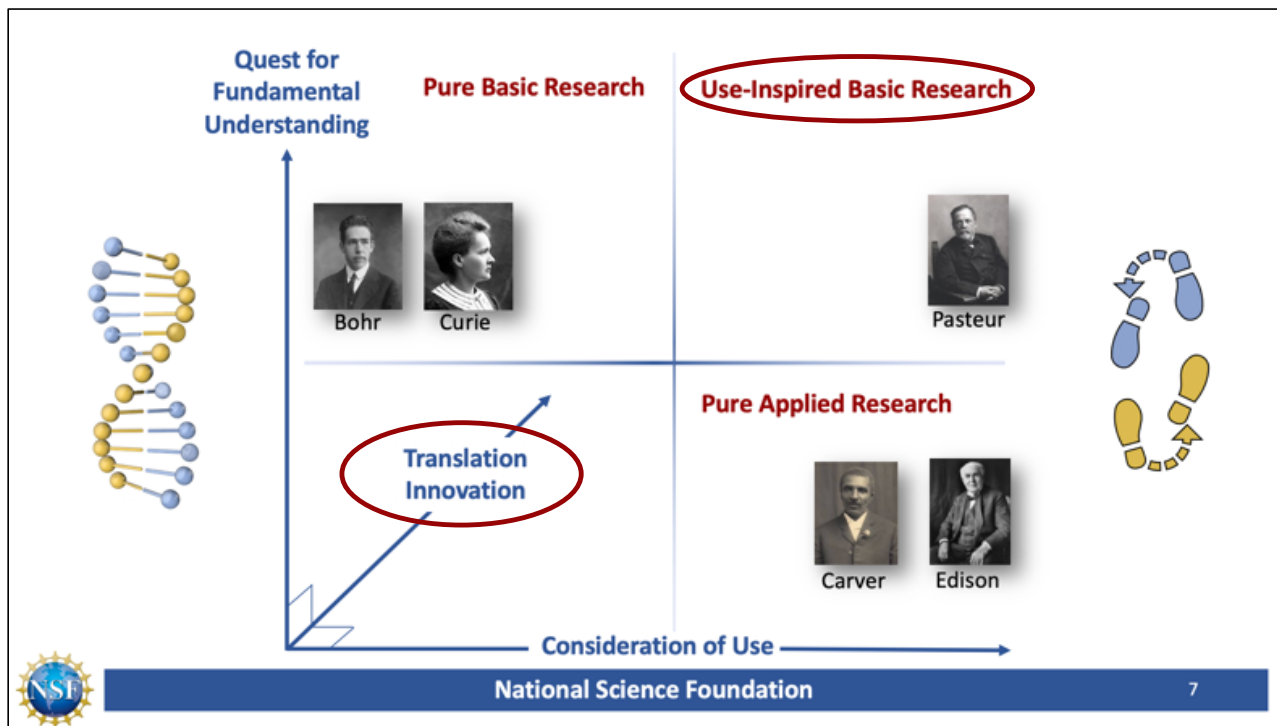 Quest for
Fundamental
Understanding
Pure Basic Research
Use-Inspired Basic Research
Bohr
Curie
Pasteur
Translation
Innovation
Pure Applied Research
Carver
Edison
Consideration of Use
NSF
National Science Foundation
7